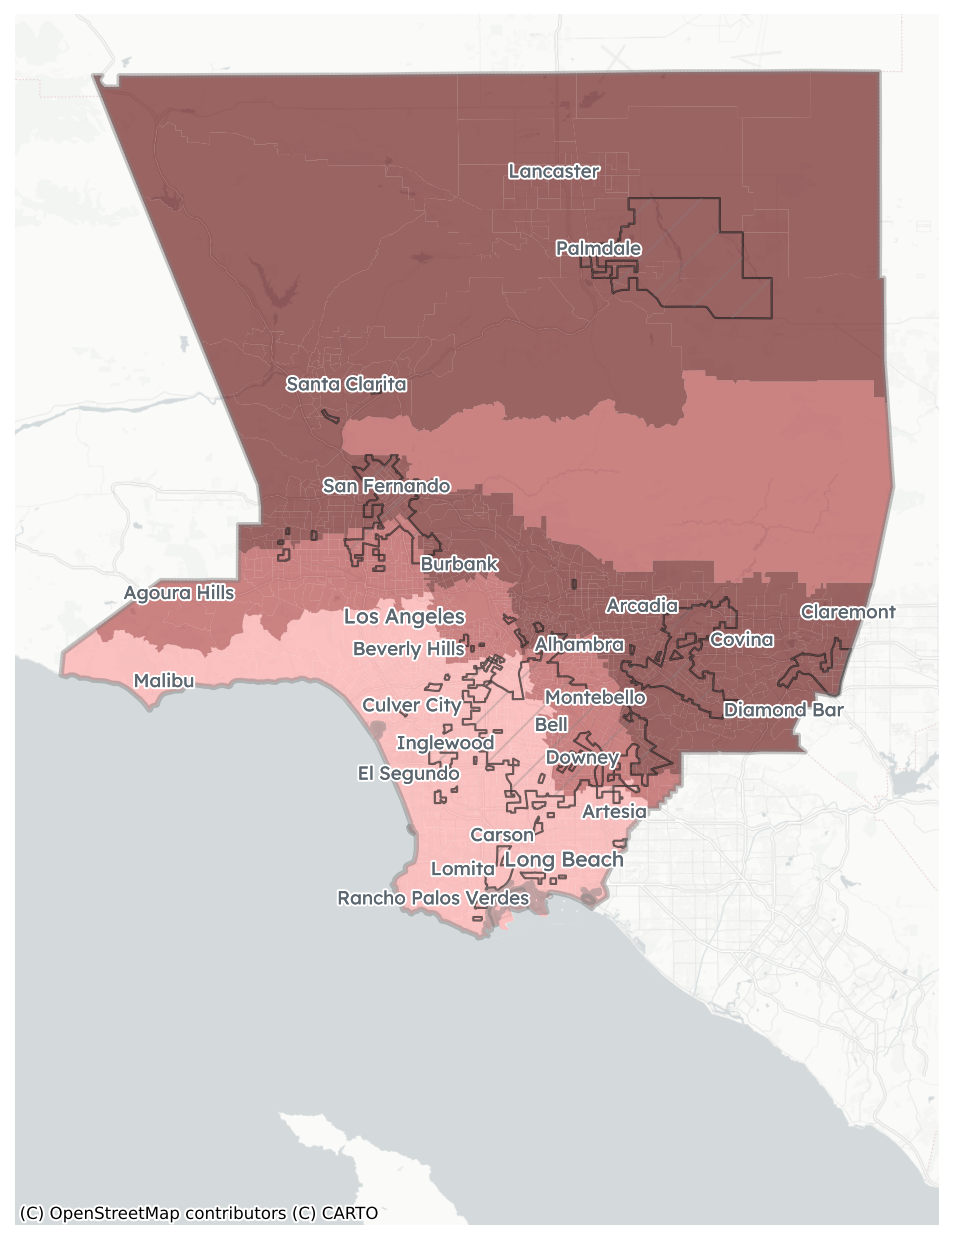 Lancaster
Palmdale
Santa Clarita
San Fernando
Burbank
Agoura Hills
Arcadia
Claremont
Los Angeles
Covina
Beverly Hills
Alhambra
Malibu
Montebello
Culver City
Diamond Bar
Bell
Inglewood
Downey
El Segundo
Artesia
Carson
Long Beach
Lomita
Rancho Palos Verdes
(C) OpenStreetMap contributors (C) CARTO